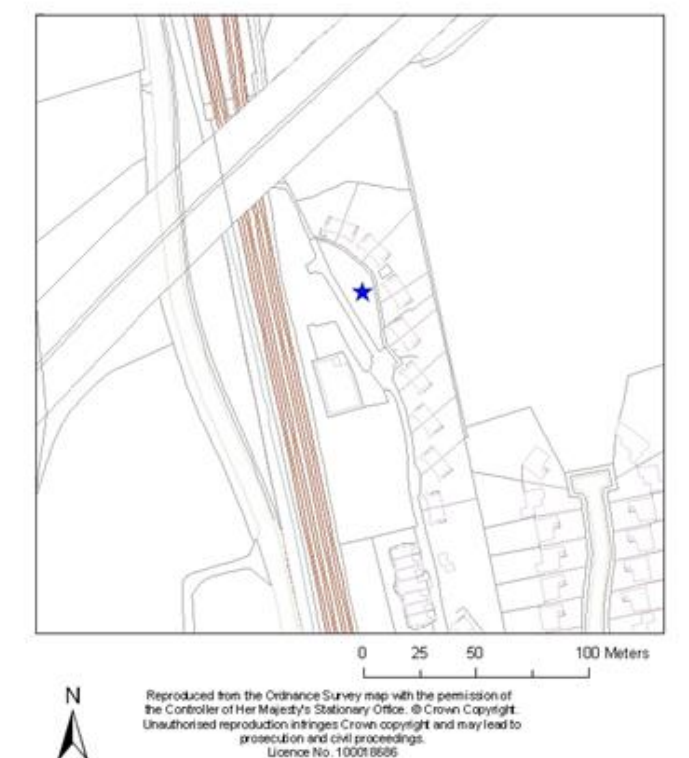 0 25 50 100 Meters
N
Reproduced from the Ordnance Survey map with the permission of
the Controller of Her Majesty's Stationary Office. © Crown Copyright.
Unauthorised reproduction infringes Crown copyright and may lead to
prosecution and civil proceedings.
Licence No. 100018686